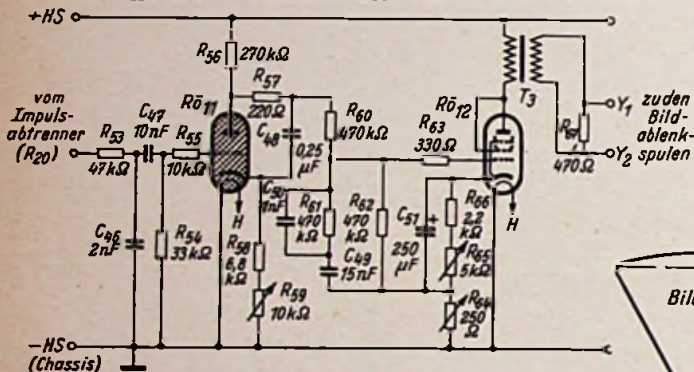 +HS
R56
270kΩ
Rö11
R57
220Ω
C48
0,25
µF
R60
470kΩ
vom
Impuls-
abtrenner
(R20)
R53
47kΩ
C47
10nF
R55
10kΩ
C46
2nF
R54
33kΩ
H
R58
6,8
kΩ
R59
10kΩ
C50
1nF
R61
470
kΩ
C49
15nF
R62
470
kΩ
R63
330Ω
C51
+
250
µF
Rö12
H
R66
2,2
kΩ
R65
5kΩ
R64
250
Ω
T3
R67
470Ω
Y1
Y2
zu den
Bild-
ablenk-
spulen
-HS
(Chassis)